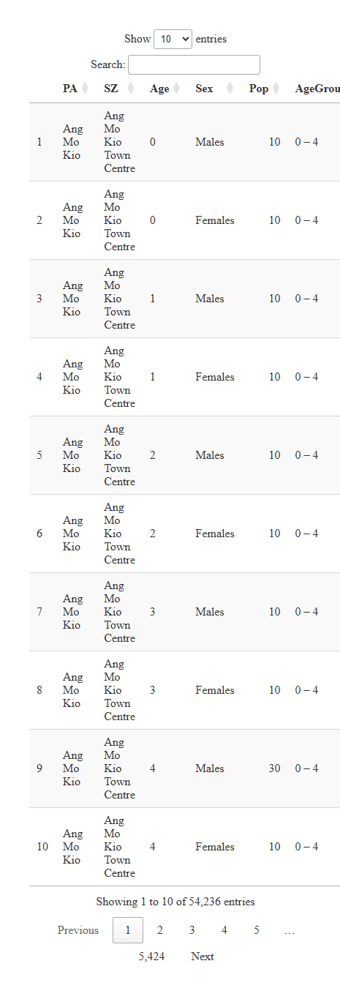 Show 10 entries
Search:
PA SZ Age Sex Pop AgeGrou
Ang
Ang Mo
1 Mo Kio 0 Males 10 0 – 4
Kio Town
Centre
Ang
Ang Mo
2 Mo Kio 0 Females 10 0 – 4
Kio Town
Centre
Ang
Ang Mo
3 Mo Kio 1 Males 10 0 – 4
Kio Town
Centre
Ang
Ang Mo
4 Mo Kio 1 Females 10 0 – 4
Kio Town
Centre
Ang
Ang Mo
5 Mo Kio 2 Males 10 0 – 4
Kio Town
Centre
Ang
Ang Mo
6 Mo Kio 2 Females 10 0 – 4
Kio Town
Centre
Ang
Ang Mo
7 Mo Kio 3 Males 10 0 – 4
Kio Town
Centre
Ang
Ang Mo
8 Mo Kio 3 Females 10 0 – 4
Kio Town
Centre
Ang
Ang Mo
9 Mo Kio 4 Males 30 0 – 4
Kio Town
Centre
Ang
Ang Mo
10 Mo Kio 4 Females 10 0 – 4
Kio Town
Centre
Showing 1 to 10 of 54,236 entries
Previous 1 2 3 4 5 …
5,424 Next